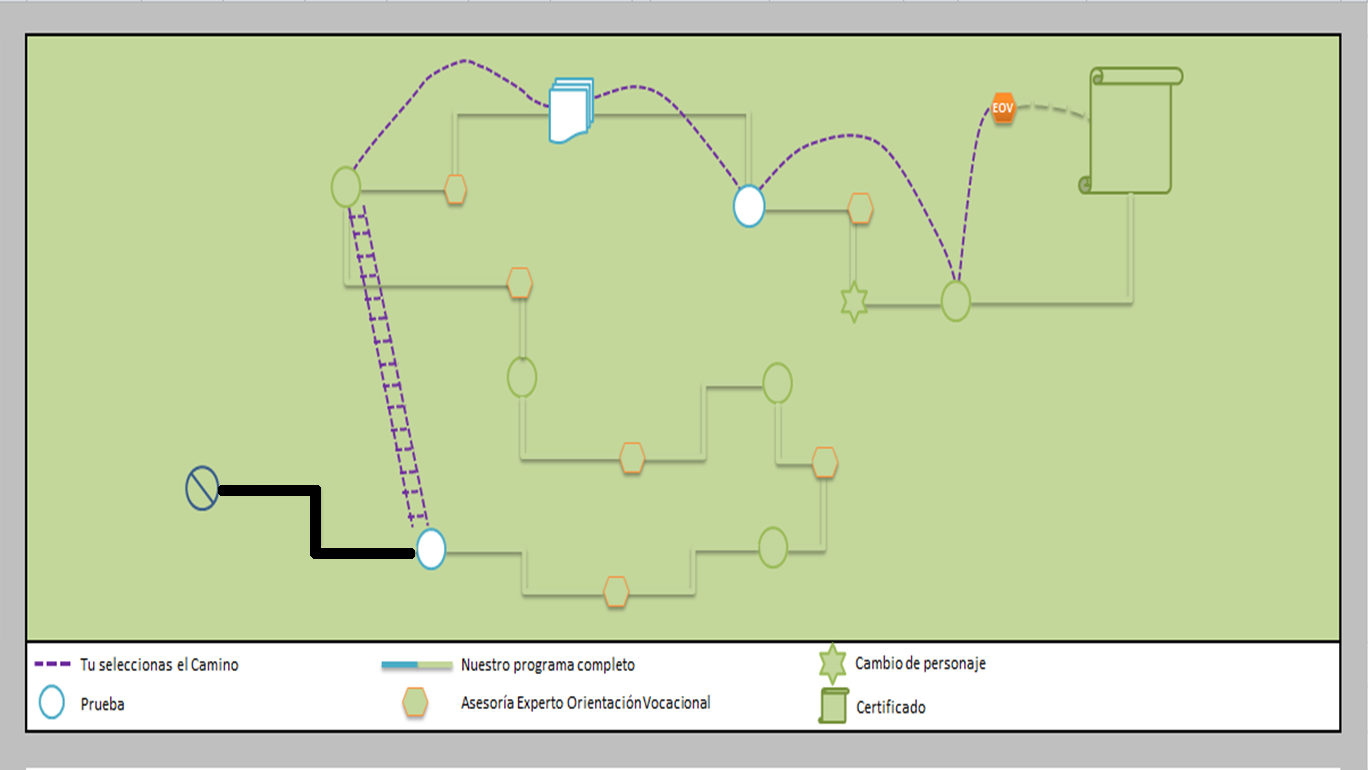 EOV
Tu seleccionas el Camino
Nuestro programa completo
Cambio de personaje
Prueba
Asesoría Experto Orientación Vocacional
Certificado